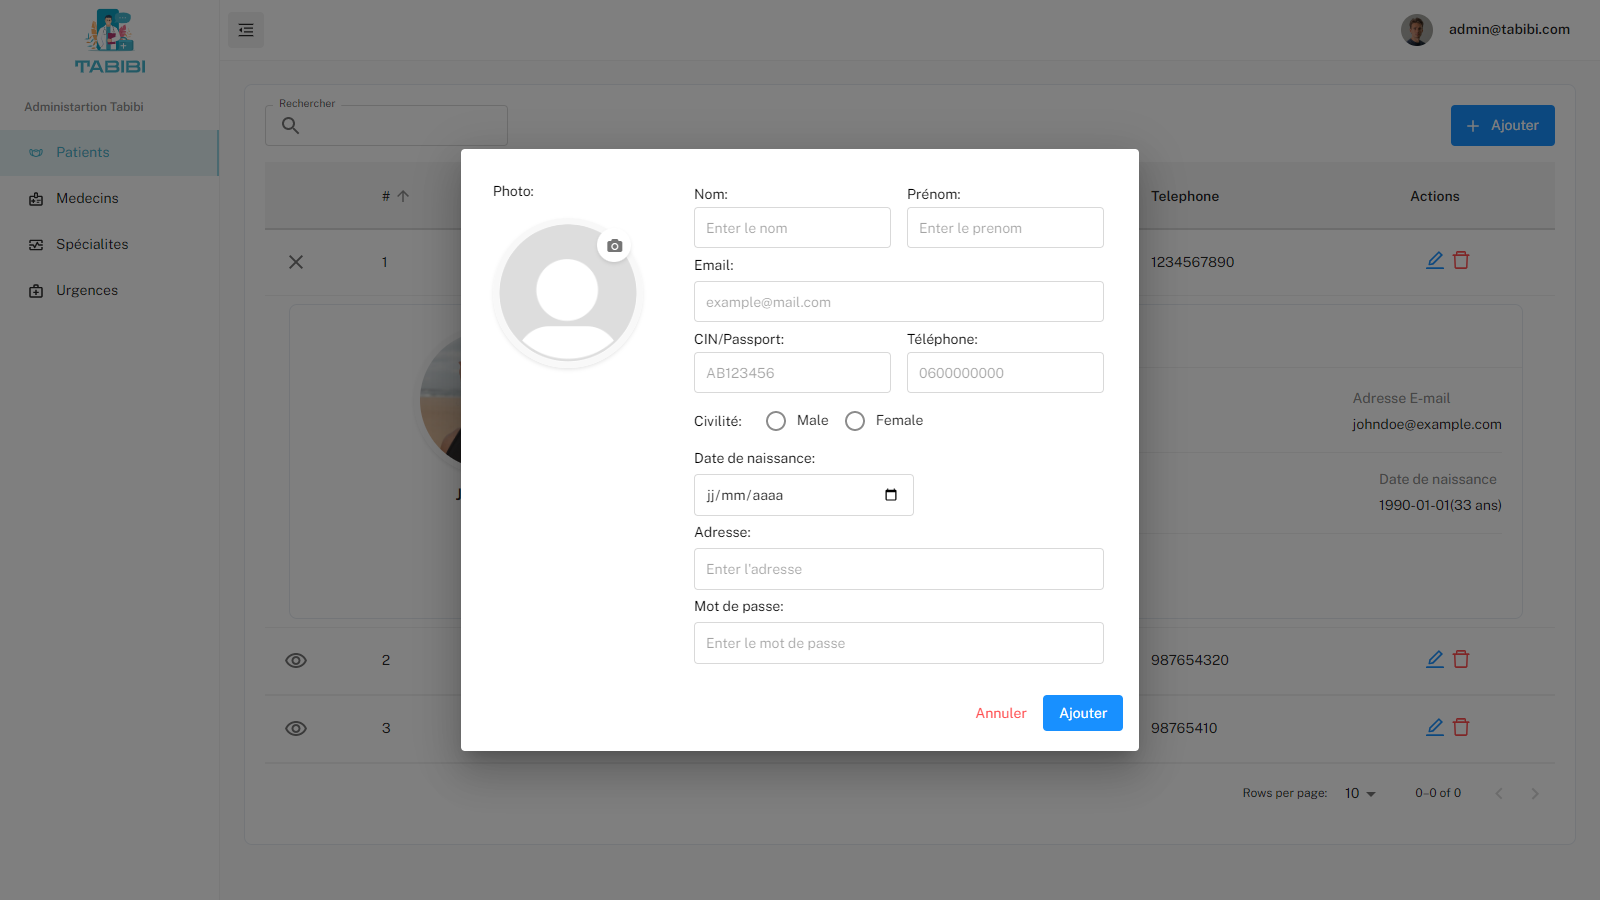 TABIBI
admin@tabibi.com
Administartion Tabibi
Patients
Medecins
Spécialites
Urgences
Rechercher
Ajouter
#
Telephone
Actions
1
1234567890
Adresse E-mail
johndoe@example.com
Date de naissance
1990-01-01(33 ans)
Photo:
Nom:
Prénom:
Enter le nom
Enter le prenom
Email:
example@mail.com
CIN/Passport:
Téléphone:
AB123456
0600000000
Civilité:
Male
Female
Date de naissance:
jj/mm/aaaa
Adresse:
Enter l'adresse
Mot de passe:
Enter le mot de passe
Annuler
Ajouter
2
987654320
3
98765410
Rows per page:
10
0–0 of 0